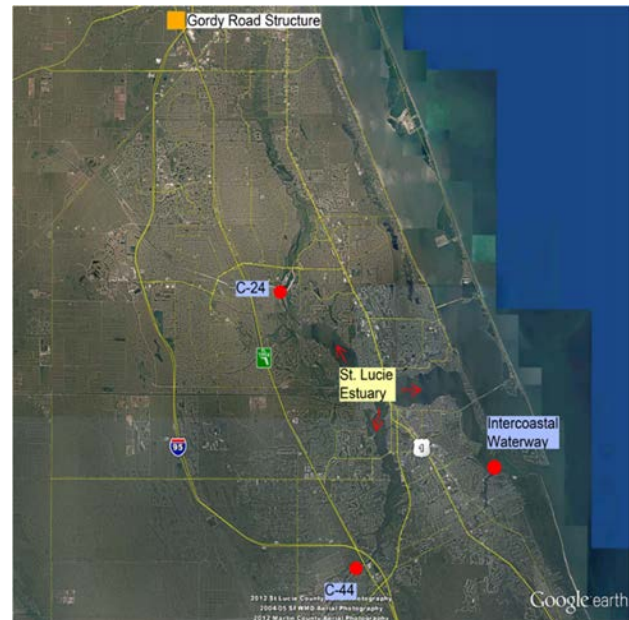 Gordy Road Structure
C-24
St. Lucie
Estuary
Intercoastal
Waterway
95
1
C-44
2012 St Lucie County
Photography
2004-05 SFWMD Aerial Photography
2012 Martin County Aerial Photography
Google earth